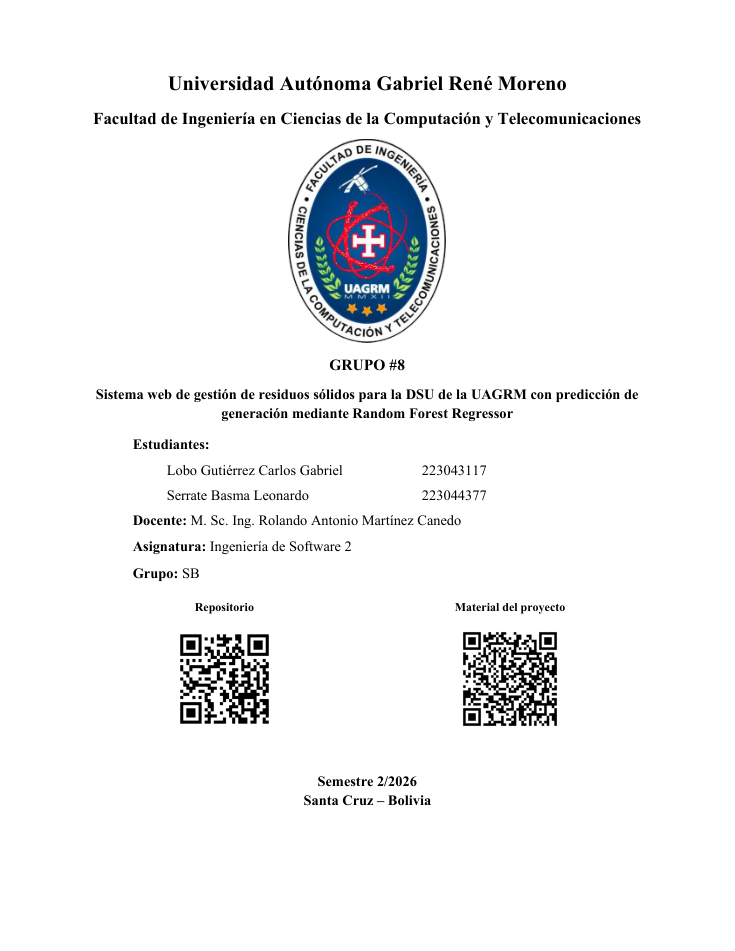 Universidad Autónoma Gabriel René Moreno
Facultad de Ingeniería en Ciencias de la Computación y Telecomunicaciones
• FACULTAD DE INGENIERÍA •
CIENCIAS DE LA COMPUTACIÓN Y TELECOMUNICACIONES
UAGRM
MMXII
GRUPO #8
Sistema web de gestión de residuos sólidos para la DSU de la UAGRM con predicción de
generación mediante Random Forest Regressor
Estudiantes:
Lobo Gutiérrez Carlos Gabriel 223043117
Serrate Basma Leonardo 223044377
Docente: M. Sc. Ing. Rolando Antonio Martínez Canedo
Asignatura: Ingeniería de Software 2
Grupo: SB
Repositorio Material del proyecto
Semestre 2/2026
Santa Cruz – Bolivia